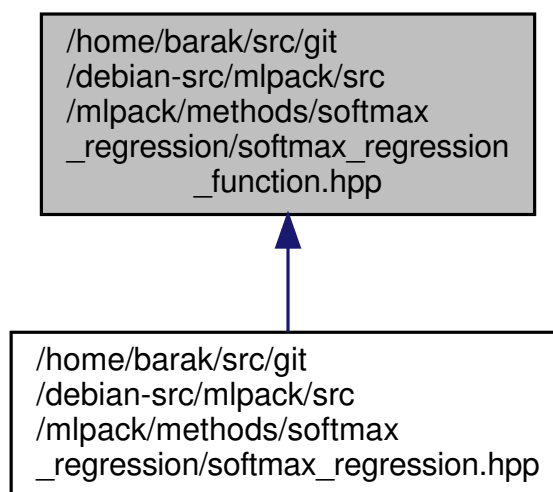 /home/barak/src/git
/debian-src/mlpack/src
/mlpack/methods/softmax
_regression/softmax_regression
_function.hpp
/home/barak/src/git
/debian-src/mlpack/src
/mlpack/methods/softmax
_regression/softmax_regression.hpp